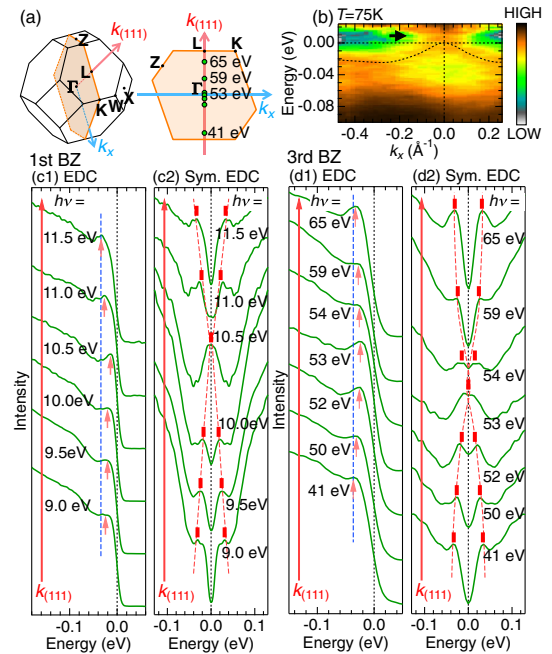 (a)
k(111)
Z
L
Γ
K
W
X
kx
k(111)
L
K
Z
65 eV
59 eV
Γ
53 eV
41 eV
kx
(b) T=75K
Energy (eV)
0.00
-0.04
-0.08
-0.4 -0.2 0.0 0.2
kx (Å-1)
HIGH
LOW
1st BZ
(c1) EDC
hν =
11.5 eV
11.0 eV
10.5 eV
10.0eV
9.5eV
9.0 eV
k(111)
Intensity
-0.1 0.0
Energy (eV)
(c2) Sym. EDC
hν =
11.5 eV
11.0 eV
10.5 eV
10.0eV
9.5eV
9.0 eV
k(111)
-0.1 0.0 0.1
Energy (eV)
3rd BZ
(d1) EDC
hν =
65 eV
59 eV
54 eV
53 eV
52 eV
50 eV
41 eV
k(111)
Intensity
-0.1 0.0
Energy (eV)
(d2) Sym. EDC
hν =
65 eV
59 eV
54 eV
53 eV
52 eV
50 eV
41 eV
k(111)
-0.1 0.0 0.1
Energy (eV)